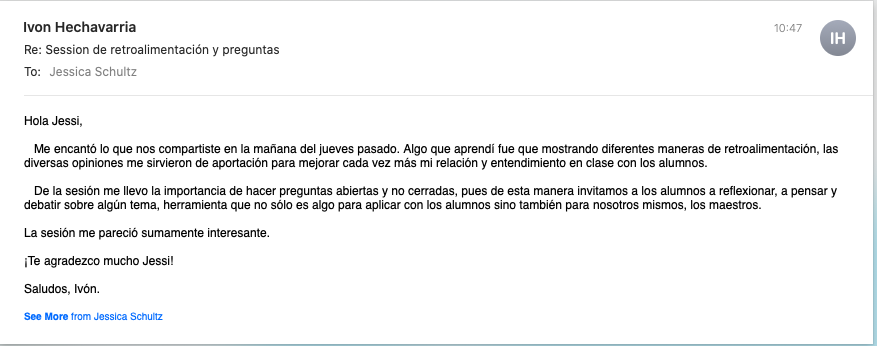 Ivon Hechavarria
10:47
IH
Re: Session de retroalimentación y preguntas
To: Jessica Schultz
Hola Jessi,
Me encantó lo que nos compartiste en la mañana del jueves pasado. Algo que aprendí fue que mostrando diferentes maneras de retroalimentación, las
diversas opiniones me sirvieron de aportación para mejorar cada vez más mi relación y entendimiento en clase con los alumnos.
De la sesión me llevo la importancia de hacer preguntas abiertas y no cerradas, pues de esta manera invitamos a los alumnos a reflexionar, a pensar y
debatir sobre algún tema, herramienta que no sólo es algo para aplicar con los alumnos sino también para nosotros mismos, los maestros.
La sesión me pareció sumamente interesante.
¡Te agradezco mucho Jessi!
Saludos, Ivón.
See More from Jessica Schultz